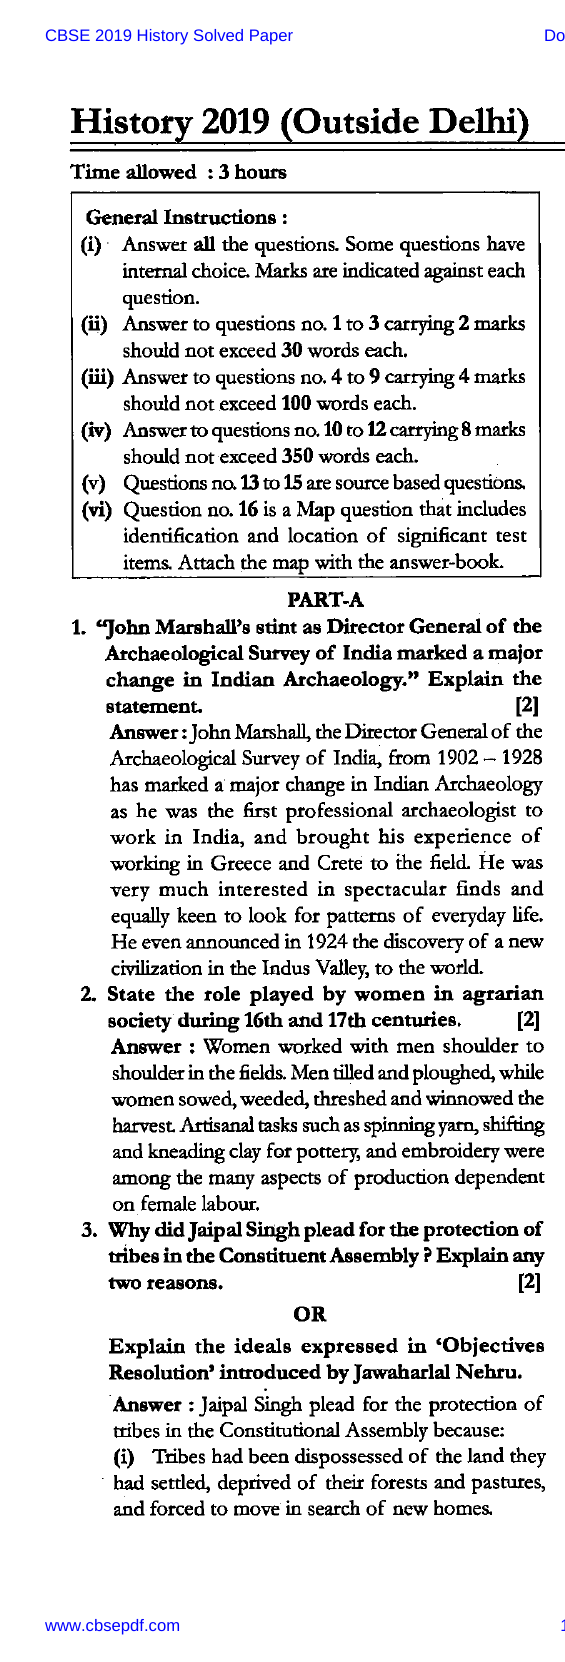 CBSE 2019 History Solved Paper
Do
History 2019 (Outside Delhi)
Time allowed : 3 hours
General Instructions :
(i) Answer all the questions. Some questions have
internal choice. Marks are indicated against each
question.
(ii) Answer to questions no. 1 to 3 carrying 2 marks
should not exceed 30 words each.
(iii) Answer to questions no. 4 to 9 carrying 4 marks
should not exceed 100 words each.
(iv) Answer to questions no. 10 to 12 carrying 8 marks
should not exceed 350 words each.
(v) Questions no. 13 to 15 are source based questions.
(vi) Question no. 16 is a Map question that includes
identification and location of significant test
items. Attach the map with the answer-book.
PART-A
1. “John Marshall’s stint as Director General of the
Archaeological Survey of India marked a major
change in Indian Archaeology.” Explain the
statement. [2]
Answer : John Marshall, the Director General of the
Archaeological Survey of India, from 1902 – 1928
has marked a major change in Indian Archaeology
as he was the first professional archaeologist to
work in India, and brought his experience of
working in Greece and Crete to the field. He was
very much interested in spectacular finds and
equally keen to look for patterns of everyday life.
He even announced in 1924 the discovery of a new
civilization in the Indus Valley, to the world.
2. State the role played by women in agrarian
society during 16th and 17th centuries. [2]
Answer : Women worked with men shoulder to
shoulder in the fields. Men tilled and ploughed, while
women sowed, weeded, threshed and winnowed the
harvest. Artisanal tasks such as spinning yarn, shifting
and kneading clay for pottery, and embroidery were
among the many aspects of production dependent
on female labour.
3. Why did Jaipal Singh plead for the protection of
tribes in the Constituent Assembly ? Explain any
two reasons. [2]
OR
Explain the ideals expressed in ‘Objectives
Resolution’ introduced by Jawaharlal Nehru.
Answer : Jaipal Singh plead for the protection of
tribes in the Constitutional Assembly because:
(i) Tribes had been dispossessed of the land they
had settled, deprived of their forests and pastures,
and forced to move in search of new homes.
www.cbsepdf.com
1